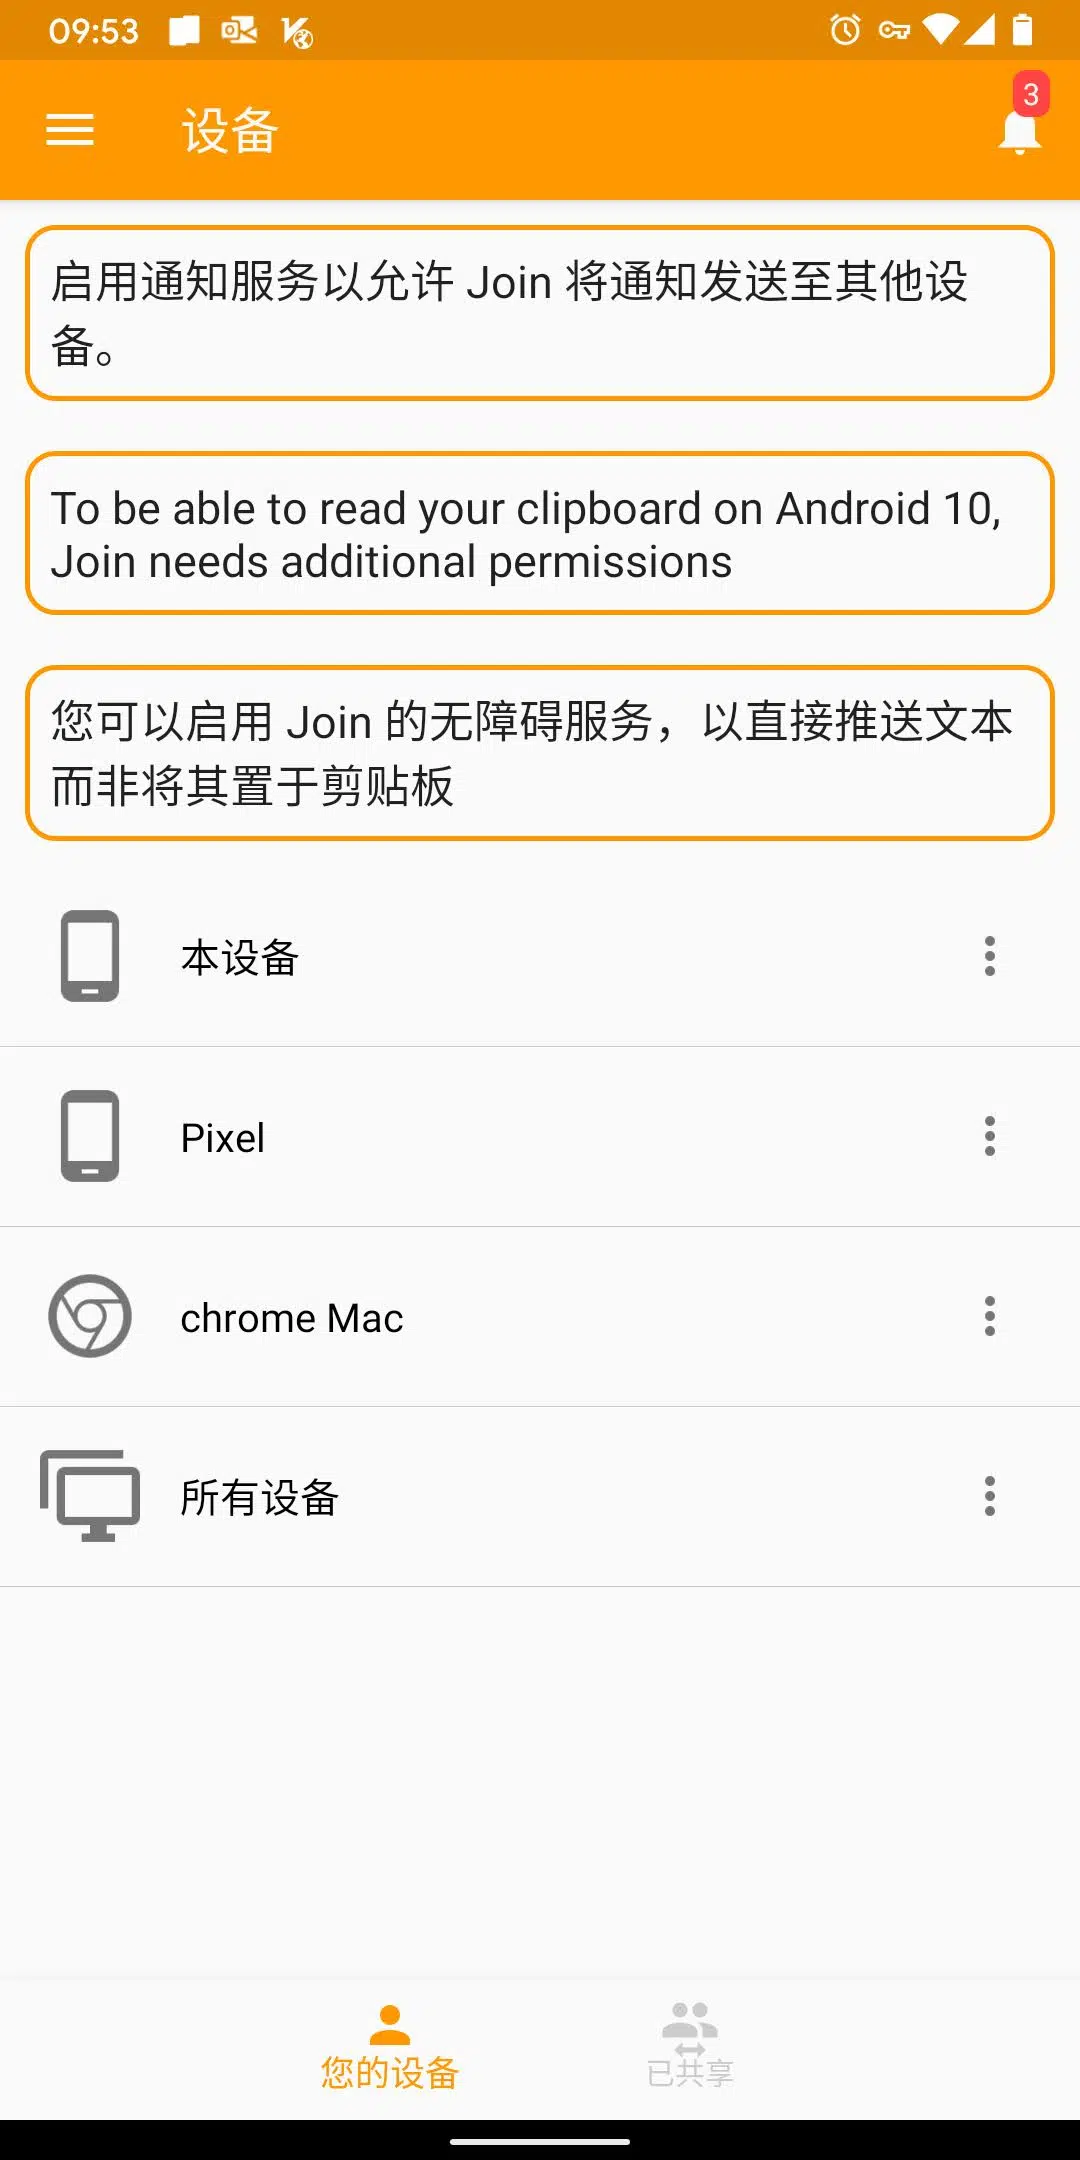 09:53
设备
3
启用通知服务以允许 Join 将通知发送至其他设
备。
To be able to read your clipboard on Android 10,
Join needs additional permissions
您可以启用 Join 的无障碍服务，以直接推送文本
而非将其置于剪贴板
本设备
Pixel
chrome Mac
所有设备
您的设备
已共享